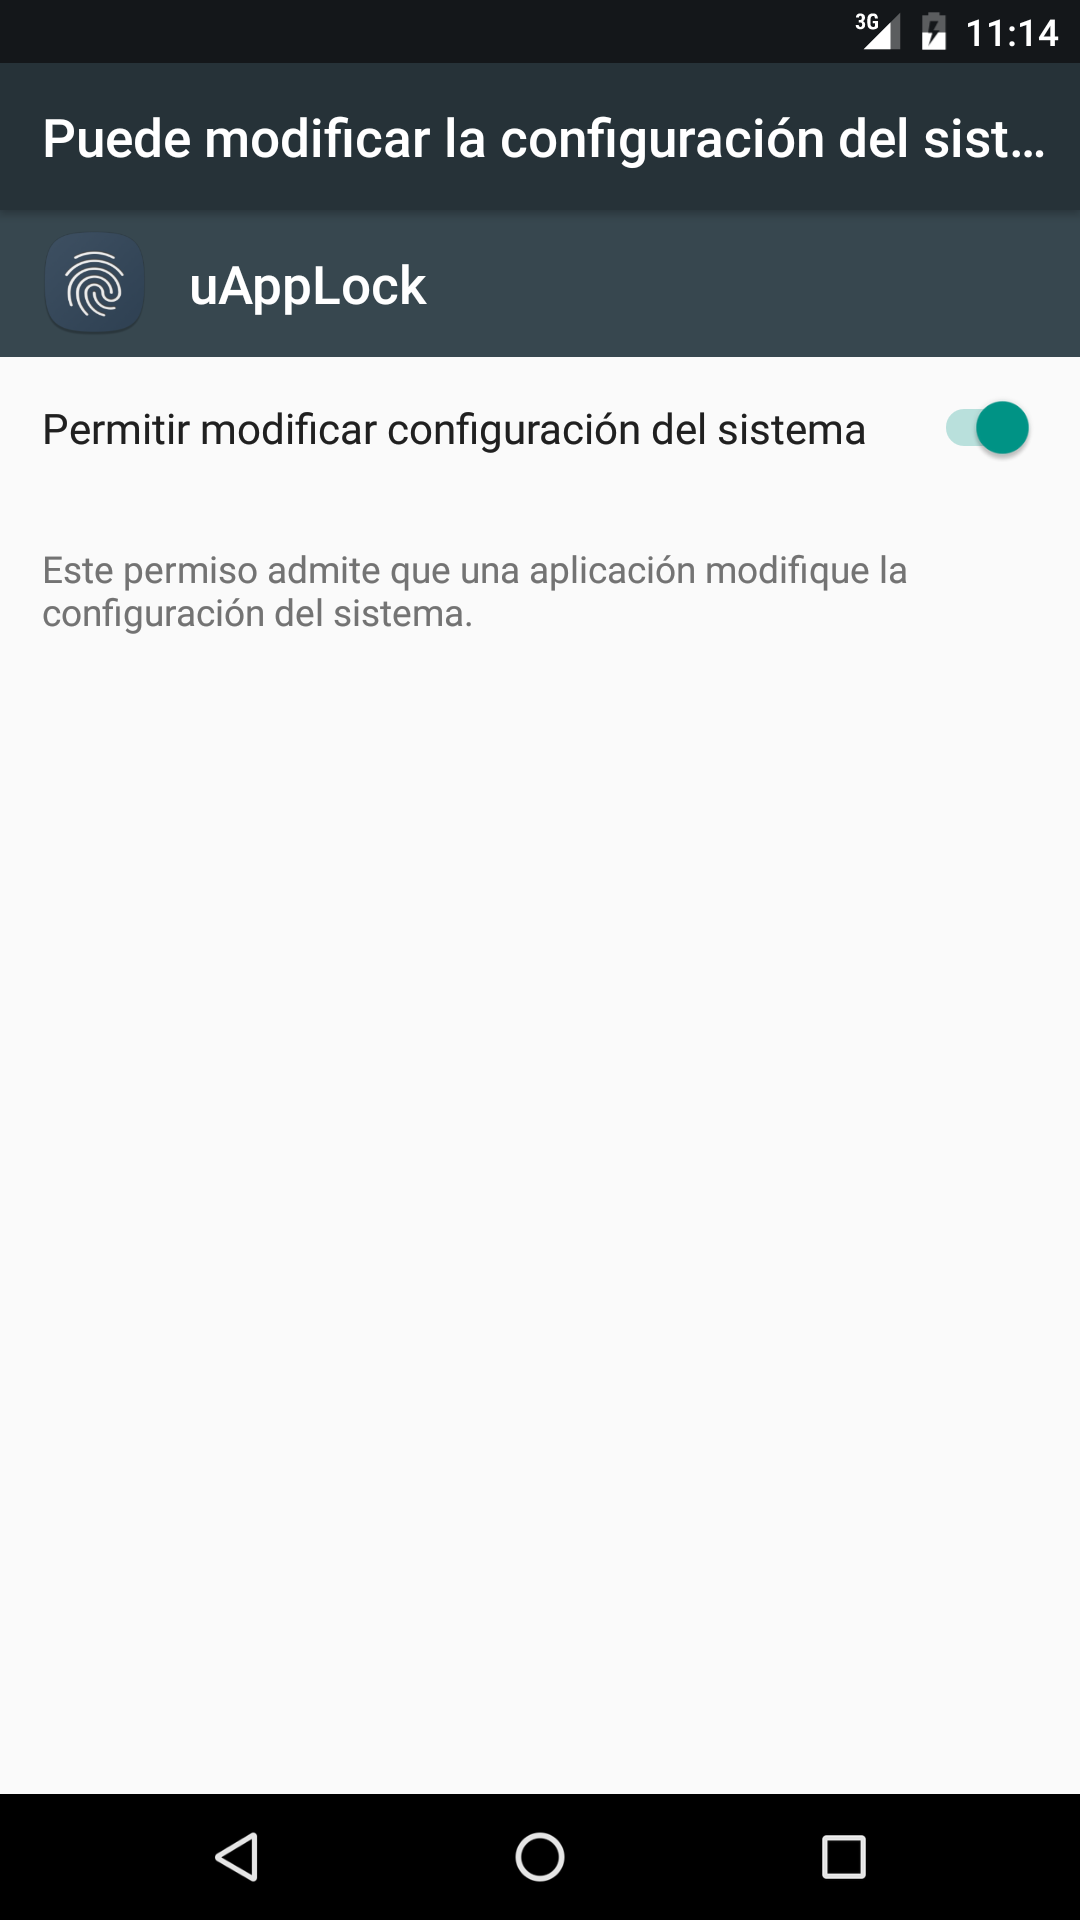 3G 11:14
Puede modificar la configuración del sist...
uAppLock
Permitir modificar configuración del sistema
Este permiso admite que una aplicación modifique la
configuración del sistema.